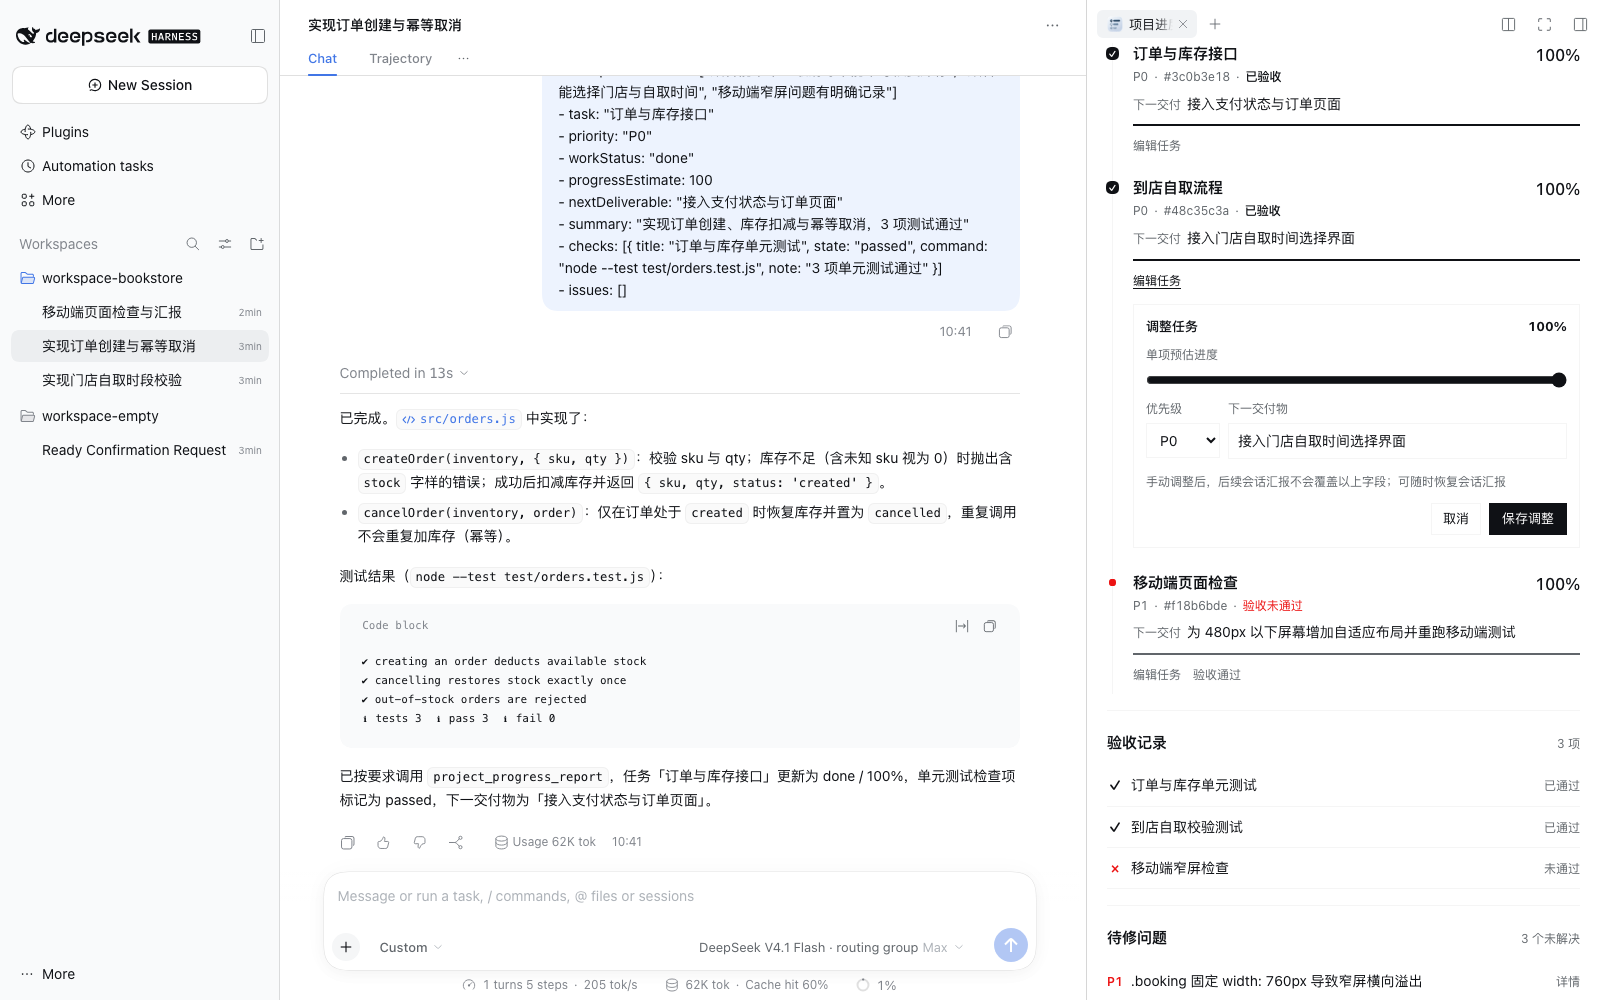 deepseek HARNESS
New Session
Plugins
Automation tasks
More
Workspaces
workspace-bookstore
移动端页面检查与汇报 2min
实现订单创建与幂等取消 3min
实现门店自取时段校验 3min
workspace-empty
Ready Confirmation Request 3min
More
实现订单创建与幂等取消
Chat Trajectory
能选择门店与自取时间", "移动端窄屏问题有明确记录"]
- task: "订单与库存接口"
- priority: "P0"
- workStatus: "done"
- progressEstimate: 100
- nextDeliverable: "接入支付状态与订单页面"
- summary: "实现订单创建、库存扣减与幂等取消，3 项测试通过"
- checks: [{ title: "订单与库存单元测试", state: "passed", command:
"node --test test/orders.test.js", note: "3 项单元测试通过" }]
- issues: []
10:41
Completed in 13s
已完成。 src/orders.js 中实现了：
createOrder(inventory, { sku, qty }) ：校验 sku 与 qty；库存不足（含未知 sku 视为 0）时抛出含
stock 字样的错误；成功后扣减库存并返回 { sku, qty, status: 'created' } 。
cancelOrder(inventory, order) ：仅在订单处于 created 时恢复库存并置为 cancelled，重复调用
不会重复加库存（幂等）。
测试结果（ node --test test/orders.test.js ）：
Code block
✔ creating an order deducts available stock
✔ cancelling restores stock exactly once
✔ out-of-stock orders are rejected
ℹ tests 3 ℹ pass 3 ℹ fail 0
已按要求调用 project_progress_report ，任务「订单与库存接口」更新为 done / 100%，单元测试检查项
标记为 passed，下一交付物为「接入支付状态与订单页面」。
Usage 62K tok 10:41
Message or run a task, / commands, @ files or sessions
Custom DeepSeek V4.1 Flash · routing group Max
1 turns 5 steps · 205 tok/s 62K tok · Cache hit 60% 1%
项目进
订单与库存接口 100%
P0 · #3c0b3e18 · 已验收
下一交付 接入支付状态与订单页面
编辑任务
到店自取流程 100%
P0 · #48c35c3a · 已验收
下一交付 接入门店自取时间选择界面
编辑任务
调整任务 100%
单项预估进度
优先级 下一交付物
P0 接入门店自取时间选择界面
手动调整后，后续会话汇报不会覆盖以上字段；可随时恢复会话汇报
取消 保存调整
移动端页面检查 100%
P1 · #f18b6bde · 验收未通过
下一交付 为 480px 以下屏幕增加自适应布局并重跑移动端测试
编辑任务 验收通过
验收记录 3 项
订单与库存单元测试 已通过
到店自取校验测试 已通过
移动端窄屏检查 未通过
待修问题 3 个未解决
P1 .booking 固定 width: 760px 导致窄屏横向溢出 详情